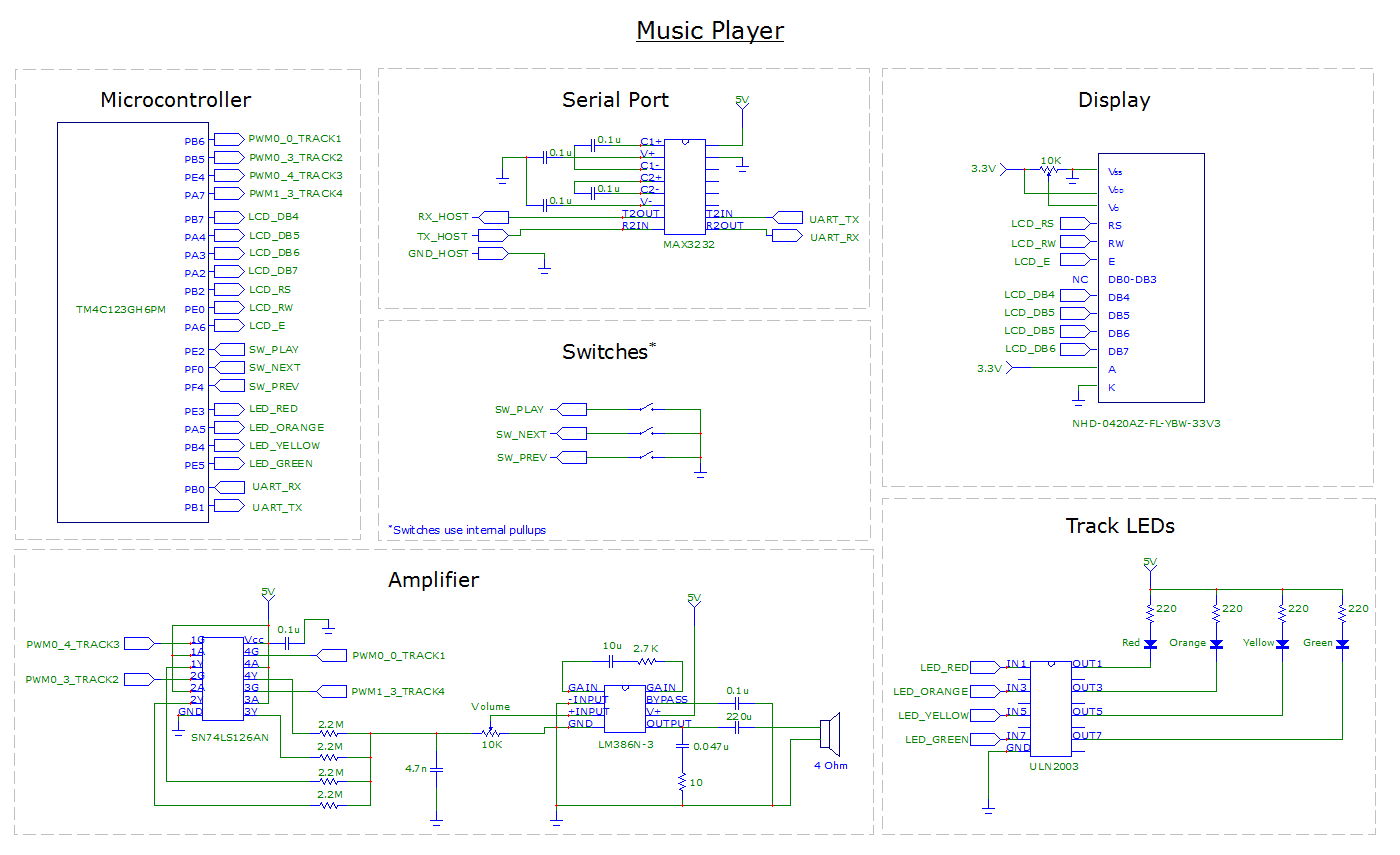 Music Player
Microcontroller
TM4C123GH6PM
PB6 PWM0_0_TRACK1
PB5 PWM0_3_TRACK2
PE4 PWM0_4_TRACK3
PA7 PWM1_3_TRACK4
PB7 LCD_DB4
PA4 LCD_DB5
PA3 LCD_DB6
PA2 LCD_DB7
PB2 LCD_RS
PE0 LCD_RW
PA6 LCD_E
PE2 SW_PLAY
PF0 SW_NEXT
PF4 SW_PREV
PE3 LED_RED
PA5 LED_ORANGE
PB4 LED_YELLOW
PE5 LED_GREEN
PB0 UART_RX
PB1 UART_TX
Serial Port
5V
0.1u C1+
0.1u V+
C1-
C2+
0.1u C2-
0.1u V-
RX_HOST T2OUT T2IN UART_TX
TX_HOST R2IN R2OUT UART_RX
GND_HOST MAX3232
Switches*
SW_PLAY
SW_NEXT
SW_PREV
*Switches use internal pullups
Display
3.3V 10K Vss
Vcc
Vo
LCD_RS RS
LCD_RW RW
LCD_E E
NC DB0-DB3
LCD_DB4 DB4
LCD_DB5 DB5
LCD_DB5 DB6
LCD_DB6 DB7
3.3V A
K
NHD-0420AZ-FL-YBW-33V3
Amplifier
5V
0.1u
PWM0_4_TRACK3 1G Vcc
1A 4G PWM0_0_TRACK1
1Y 4A
PWM0_3_TRACK2 2G 4Y
2A 3G PWM1_3_TRACK4
2Y 3A
GND 3Y
SN74LS126AN
2.2M
2.2M
2.2M
2.2M
4.7n
Volume
10K
5V
10u 2.7K
GAIN GAIN
-INPUT BYPASS 0.1u
+INPUT V+
GND OUTPUT 220u
LM386N-3 0.047u
10
4 Ohm
Track LEDs
5V
220 220 220 220
Red Orange Yellow Green
LED_RED IN1 OUT1
LED_ORANGE IN3 OUT3
LED_YELLOW IN5 OUT5
LED_GREEN IN7 OUT7
GND
ULN2003